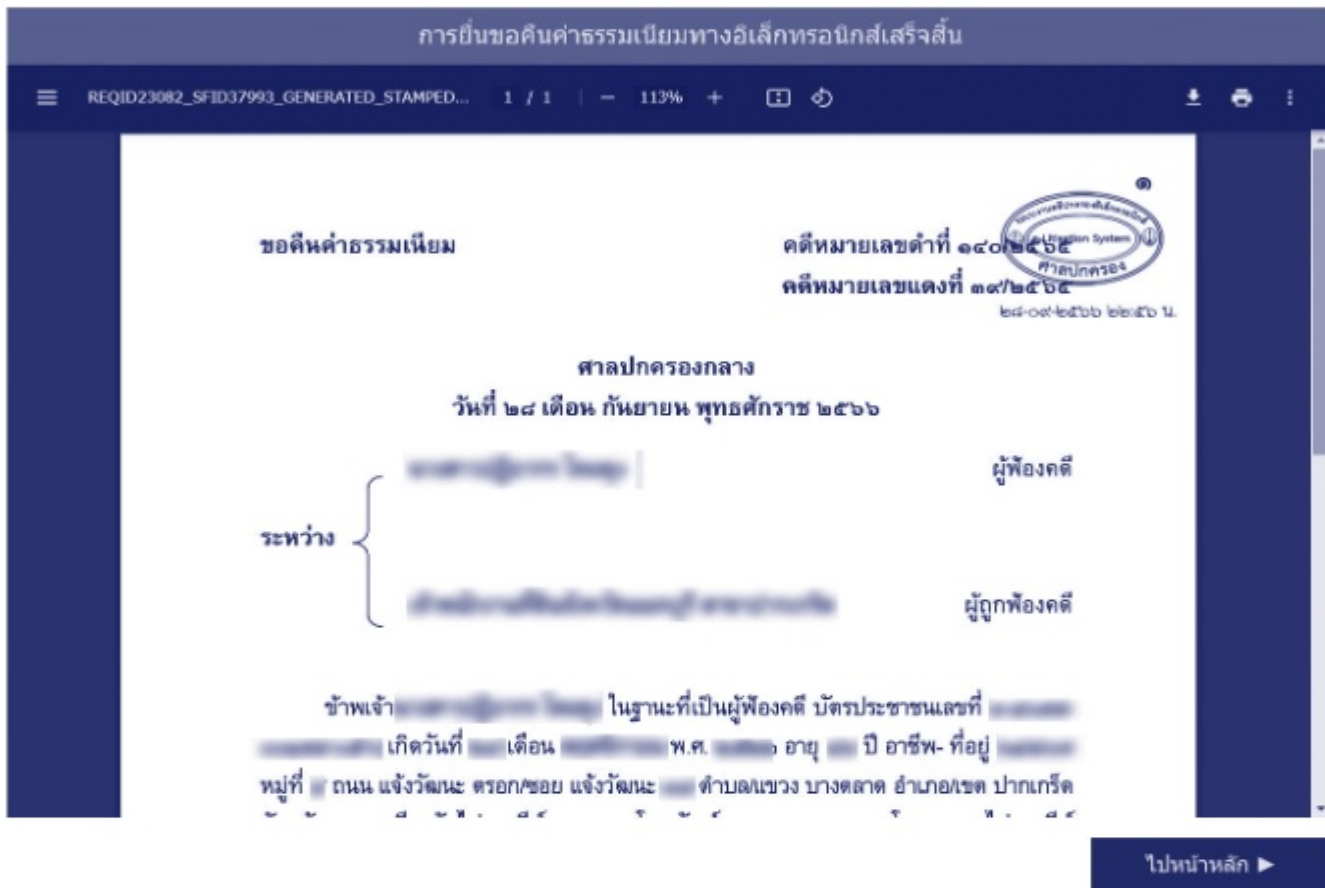 การยื่นขอคืนค่าธรรมเนียมทางอิเล็กทรอนิกส์เสร็จสิ้น
REQID23082_SFID37993_GENERATED_STAMPED... 1 / 1 | − 113% +
๑
ขอคืนค่าธรรมเนียม คดีหมายเลขดำที่ ๑๔๐/๒๕๖๕
e-Litigation System
ศาลปกครอง
คดีหมายเลขแดงที่ ๓๙/๒๕๖๕
๒๘-๐๙-๒๕๖๖ ๒๒:๕๖ น.
ศาลปกครองกลาง
วันที่ ๒๘ เดือน กันยายน พุทธศักราช ๒๕๖๖
ผู้ฟ้องคดี
ระหว่าง
ผู้ถูกฟ้องคดี
ข้าพเจ้า ในฐานะที่เป็นผู้ฟ้องคดี บัตรประชาชนเลขที่
เกิดวันที่ เดือน พ.ศ. อายุ ปี อาชีพ- ที่อยู่
หมู่ที่ ถนน แจ้งวัฒนะ ตรอก/ซอย แจ้งวัฒนะ ตำบล/แขวง บางตลาด อำเภอ/เขต ปากเกร็ด
ไปหน้าหลัก ▶